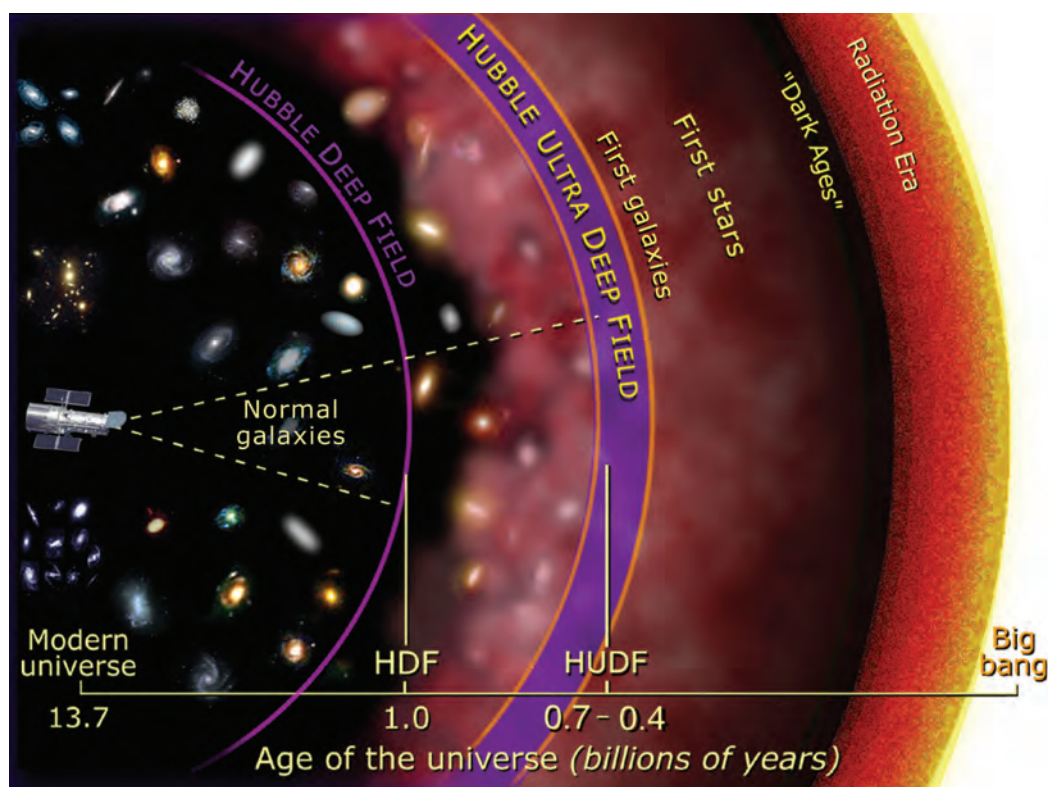 HUBBLE DEEP FIELD
HUBBLE ULTRA DEEP FIELD
First galaxies
First stars
"Dark Ages"
Radiation Era
Normal
galaxies
Modern
universe
HDF
HUDF
Big
bang
13.7
1.0
0.7 - 0.4
Age of the universe (billions of years)